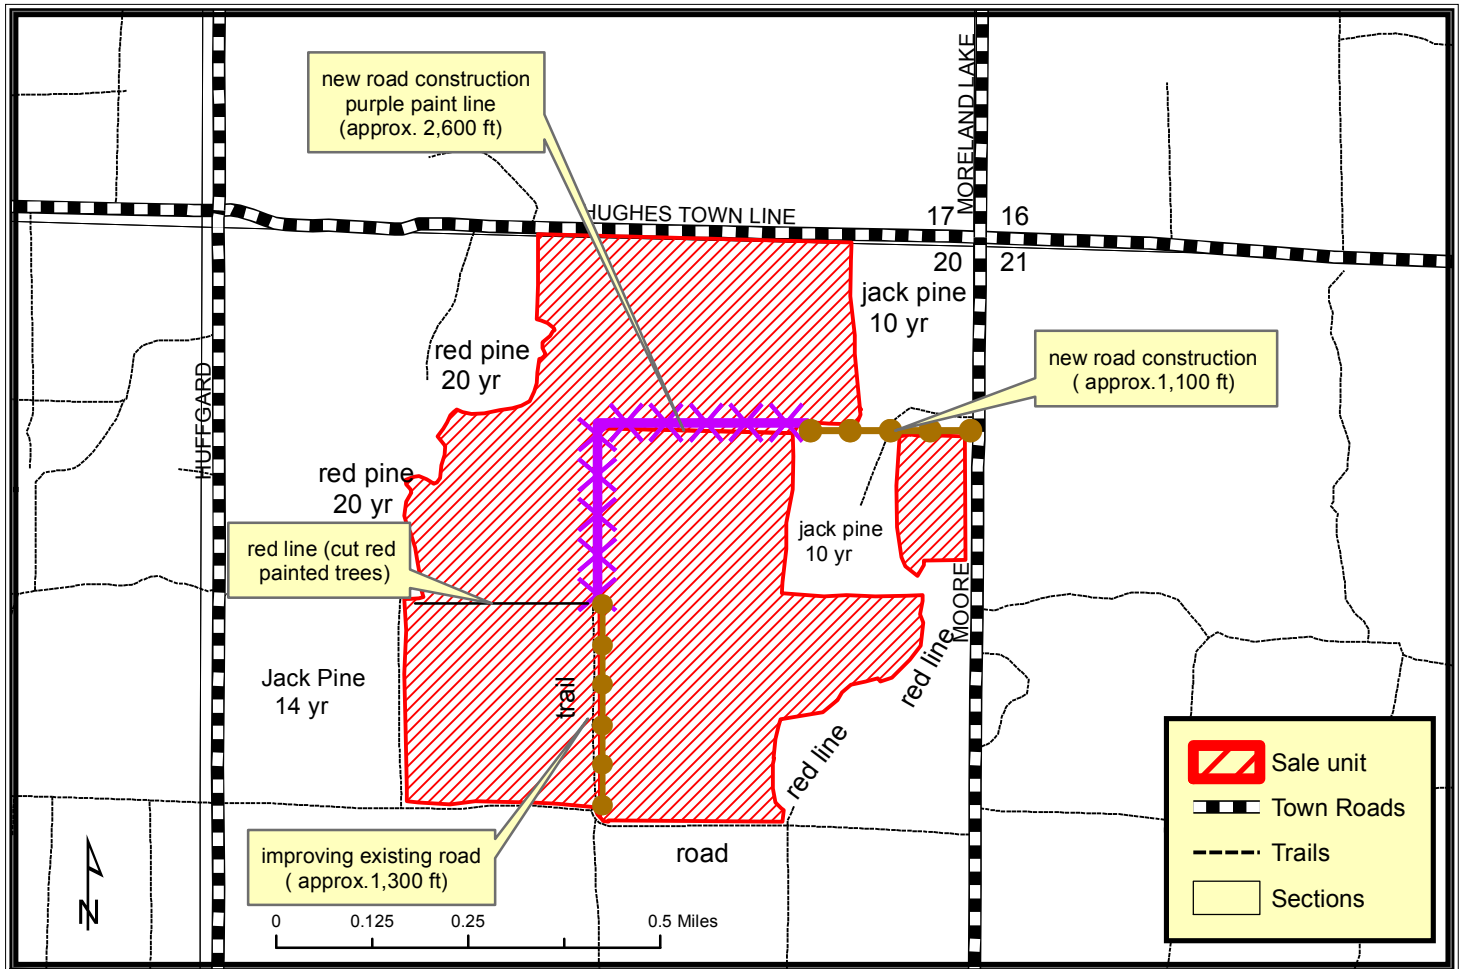 new road construction
purple paint line
(approx. 2,600 ft)
MORELAND LAKE
HUGHES TOWN LINE
17
16
20
21
jack pine
10 yr
red pine
20 yr
new road construction
( approx.1,100 ft)
HUFFGARD
red pine
20 yr
jack pine
10 yr
red line (cut red
painted trees)
MOORE
red line
Jack Pine
14 yr
trail
red line
improving existing road
( approx.1,300 ft)
road
N
0
0.125
0.25
0.5 Miles
Sale unit
Town Roads
Trails
Sections